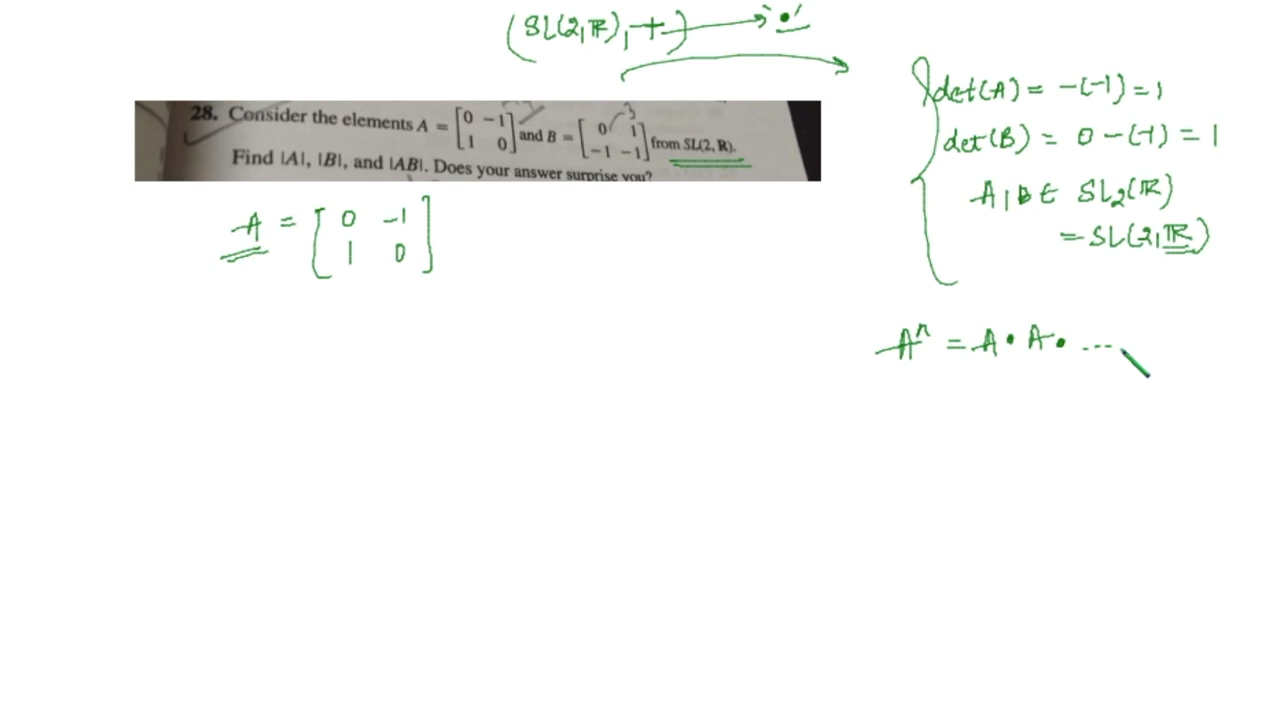 (SL(2,ℝ), +) → '•'
28. Consider the elements A = [0 -1; 1 0] and B = [0 1; -1 -1] from SL(2, R).
Find |A|, |B|, and |AB|. Does your answer surprise you?
det(A) = -(-1) = 1
det(B) = 0 - (-1) = 1
A, B ∈ SL₂(ℝ)
= SL(2, ℝ)
A = [0 -1; 1 0]
Aⁿ = A • A • ....